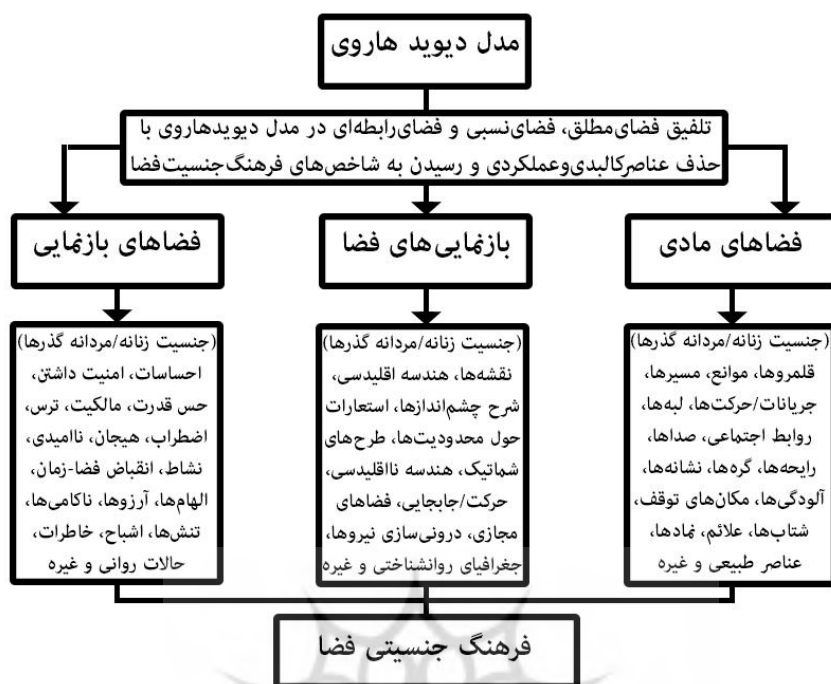 مدل دیوید هاروی
تلفیق فضای‌مطلق، فضای‌نسبی و فضای‌رابطه‌ای در مدل دیویدهاروی با
حذف عناصرکالبدی‌وعملکردی و رسیدن به شاخص‌های فرهنگ‌جنسیت‌فضا
فضاهای مادی
(جنسیت زنانه/مردانه گذرها)
قلمروها، موانع، مسیرها،
جریانات/حرکت‌ها، لبه‌ها،
روابط اجتماعی، صداها،
رایحه‌ها، گره‌ها، نشانه‌ها،
آلودگی‌ها، مکان‌های توقف،
شتاب‌ها، علائم، نمادها،
عناصر طبیعی و غیره
بازنمایی‌های فضا
(جنسیت زنانه/مردانه گذرها)
نقشه‌ها، هندسه اقلیدسی،
شرح چشم‌اندازها، استعارات
حول محدودیت‌ها، طرح‌های
شماتیک، هندسه نااقلیدسی،
حرکت/جابجایی، فضاهای
مجازی، درونی‌سازی نیروها،
جغرافیای روانشناختی و غیره
فضاهای بازنمایی
(جنسیت زنانه/مردانه گذرها)
احساسات، امنیت داشتن،
حس قدرت، مالکیت، ترس،
اضطراب، هیجان، ناامیدی،
نشاط، انقباض فضا-زمان،
الهام‌ها، آرزوها، ناکامی‌ها،
تنش‌ها، اشباح، خاطرات،
حالات روانی و غیره
فرهنگ جنسیتی فضا